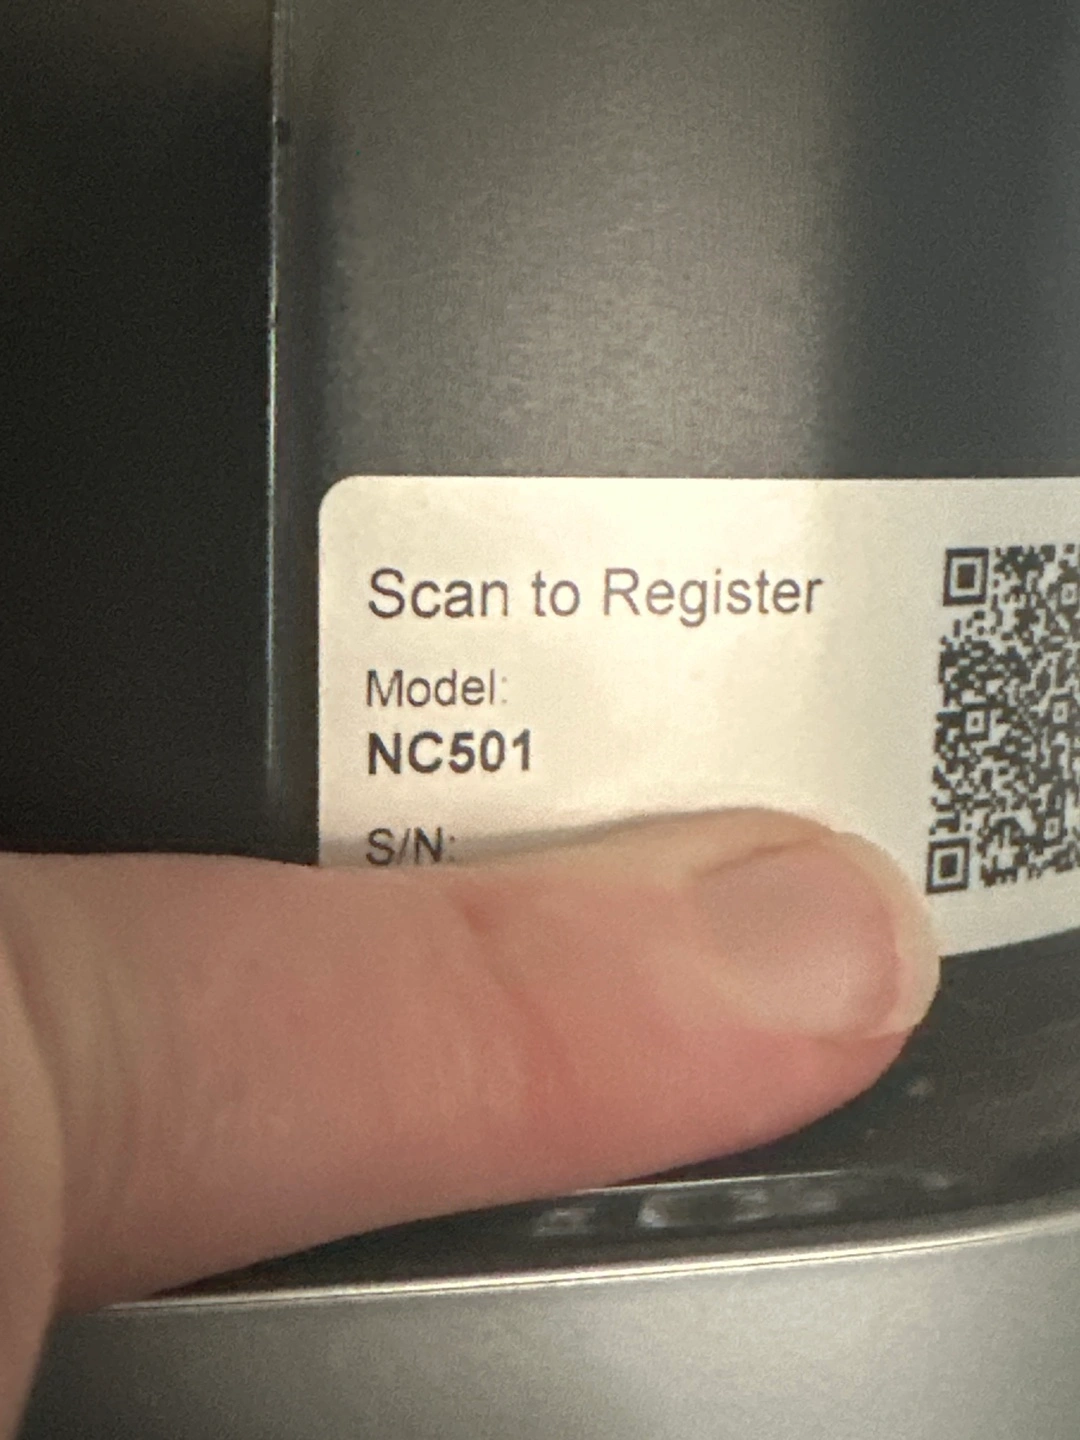 Scan to Register
Model:
NC501
S/N: